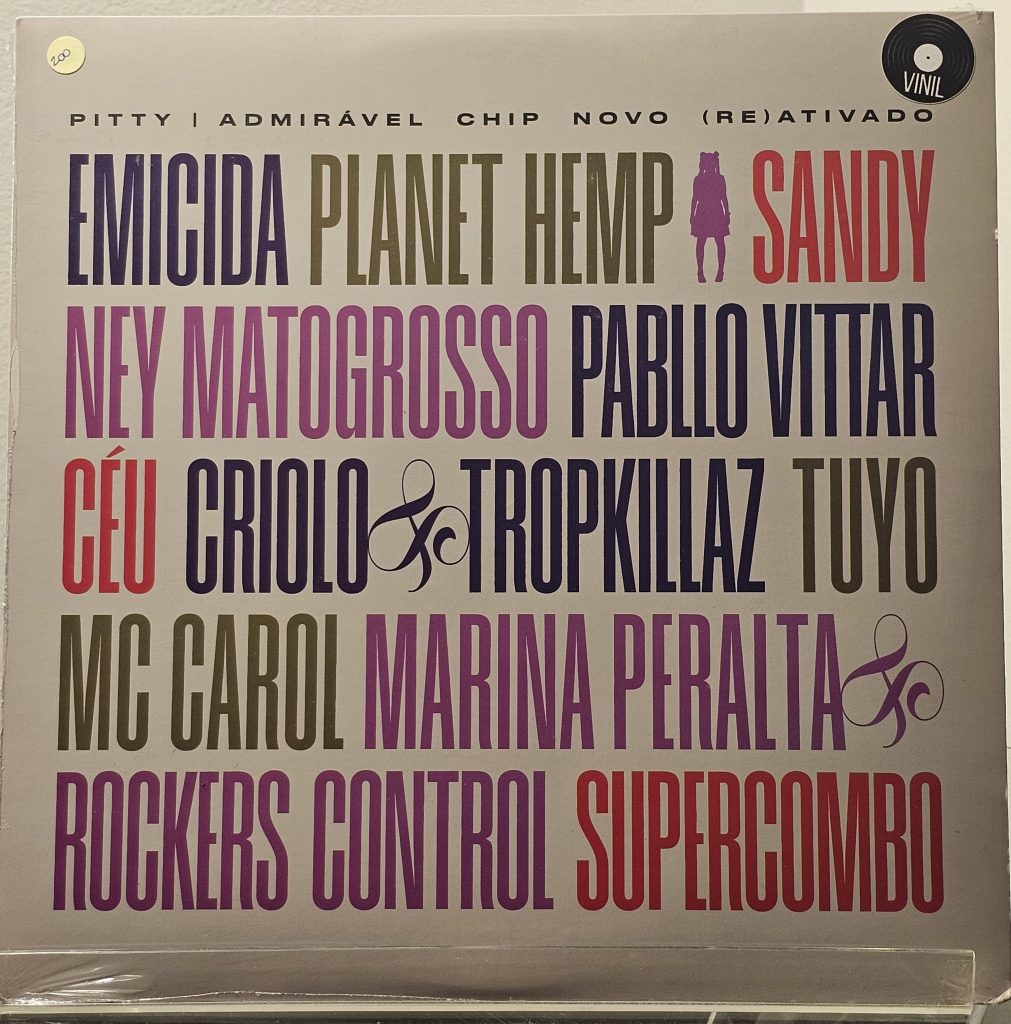 200
VINIL
PITTY | ADMIRÁVEL CHIP NOVO (RE)ATIVADO
EMICIDA PLANET HEMP SANDY
NEY MATOGROSSO PABLLO VITTAR
CÉU CRIOLO & TROPKILLAZ TUYO
MC CAROL MARINA PERALTA &
ROCKERS CONTROL SUPERCOMBO